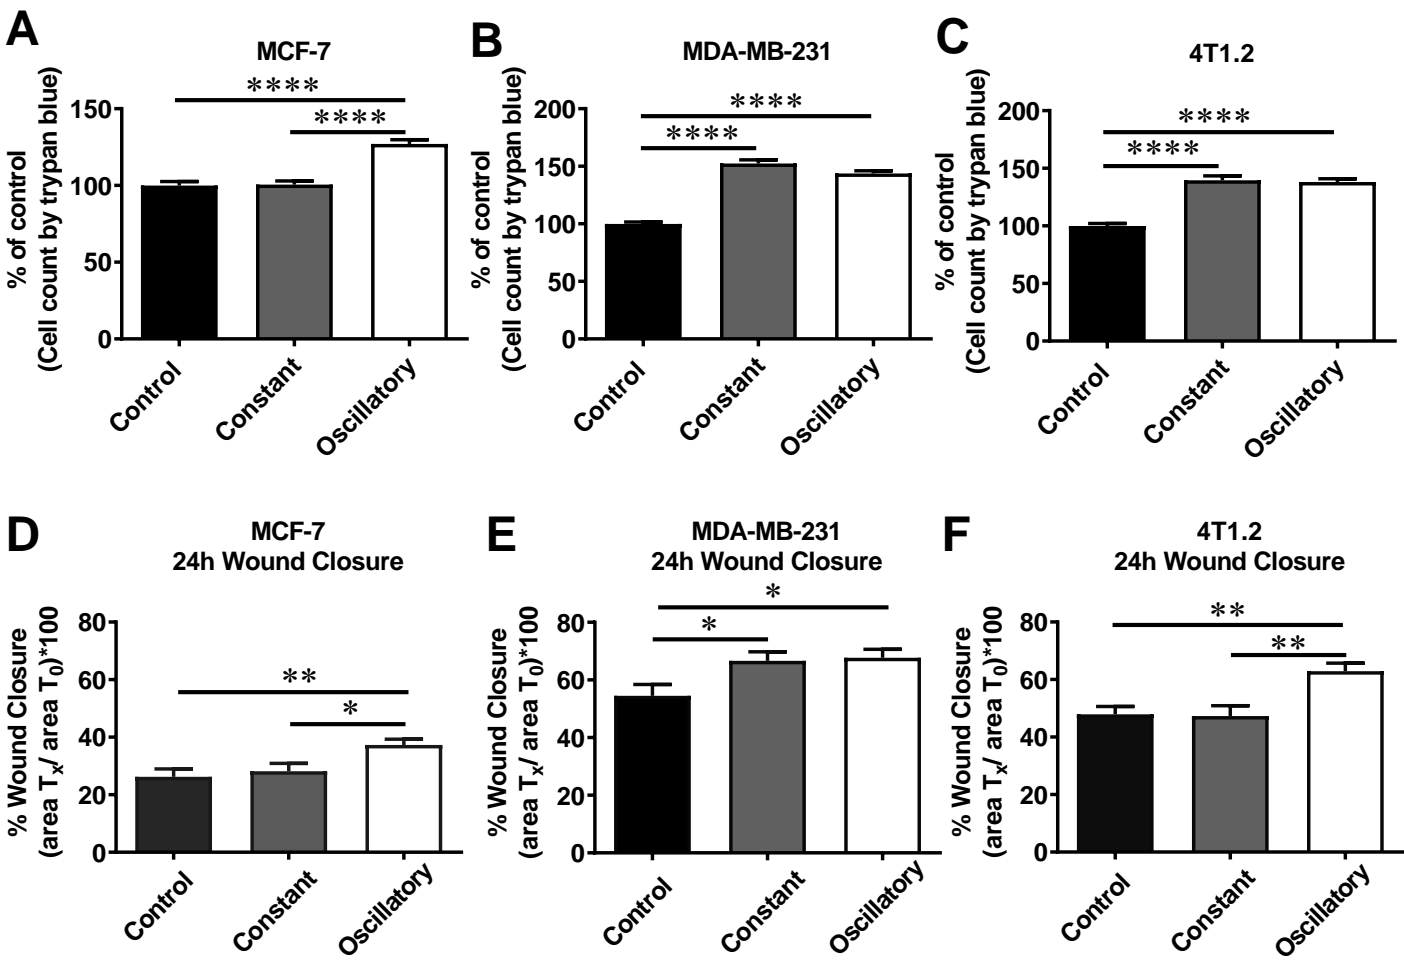 A
MCF-7
% of control
(Cell count by trypan blue)
150
100
50
0
****
****
Control
Constant
Oscillatory
B
MDA-MB-231
% of control
(Cell count by trypan blue)
200
150
100
50
0
****
****
Control
Constant
Oscillatory
C
4T1.2
% of control
(Cell count by trypan blue)
200
150
100
50
0
****
****
Control
Constant
Oscillatory
D
MCF-7
24h Wound Closure
% Wound Closure
(area Tx/ area T0)*100
80
60
40
20
0
**
*
Control
Constant
Oscillatory
E
MDA-MB-231
24h Wound Closure
% Wound Closure
(area Tx/ area T0)*100
80
60
40
20
0
*
*
Control
Constant
Oscillatory
F
4T1.2
24h Wound Closure
% Wound Closure
(area Tx/ area T0)*100
80
60
40
20
0
**
**
Control
Constant
Oscillatory